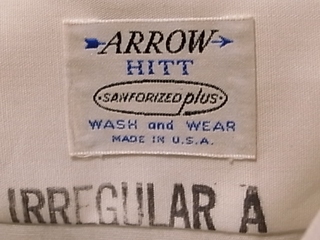 ARROW
HITT
SANFORIZED plus
WASH and WEAR
MADE IN U.S.A.
IRREGULAR A